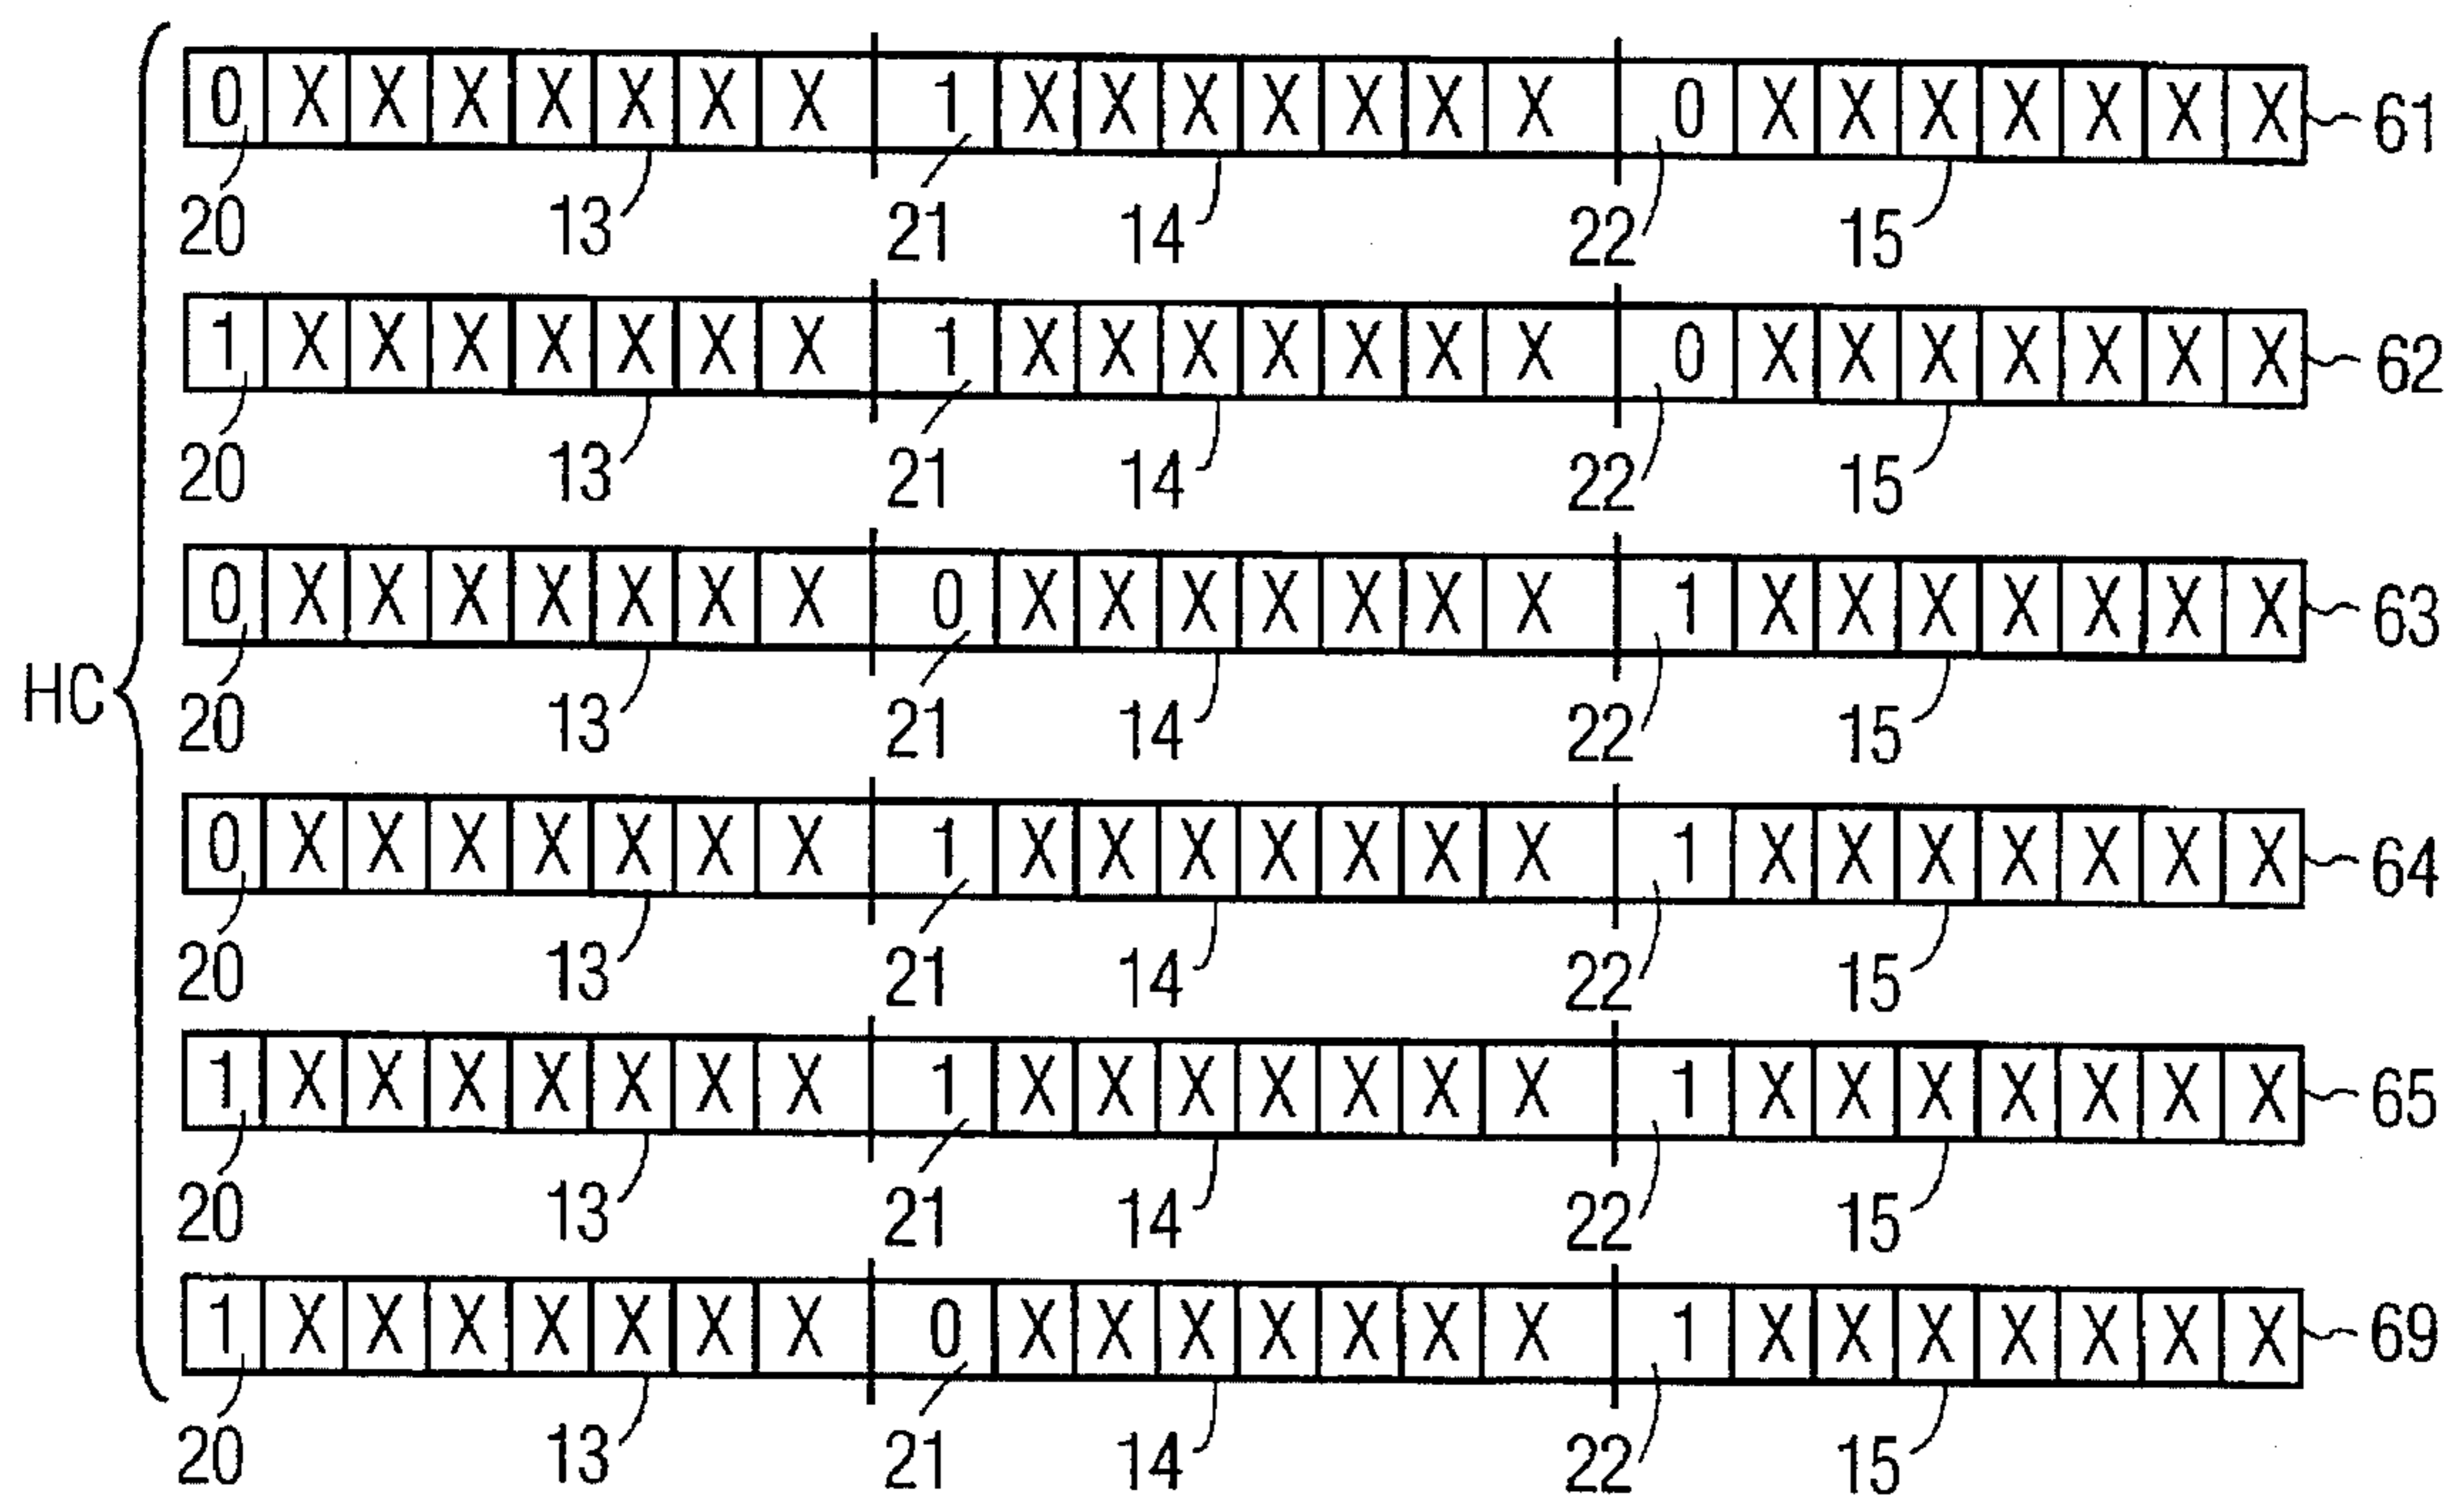 0 X X X X X X X 1 X X X X X X X 0 X X X X X X X 61
20 13 21 14 22 15
1 X X X X X X X 1 X X X X X X X 0 X X X X X X X 62
20 13 21 14 22 15
0 X X X X X X X 0 X X X X X X X 1 X X X X X X X 63
HC
20 13 21 14 22 15
0 X X X X X X X 1 X X X X X X X 1 X X X X X X X 64
20 13 21 14 22 15
1 X X X X X X X 1 X X X X X X X 1 X X X X X X X 65
20 13 21 14 22 15
1 X X X X X X X 0 X X X X X X X 1 X X X X X X X 69
20 13 21 14 22 15